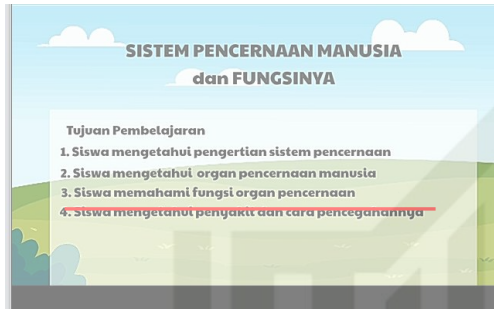 SISTEM PENCERNAAN MANUSIA
dan FUNGSINYA
Tujuan Pembelajaran
1. Siswa mengetahui pengertian sistem pencernaan
2. Siswa mengetahui organ pencernaan manusia
3. Siswa memahami fungsi organ pencernaan
4. Siswa mengetahui penyakit dan cara penceganannya